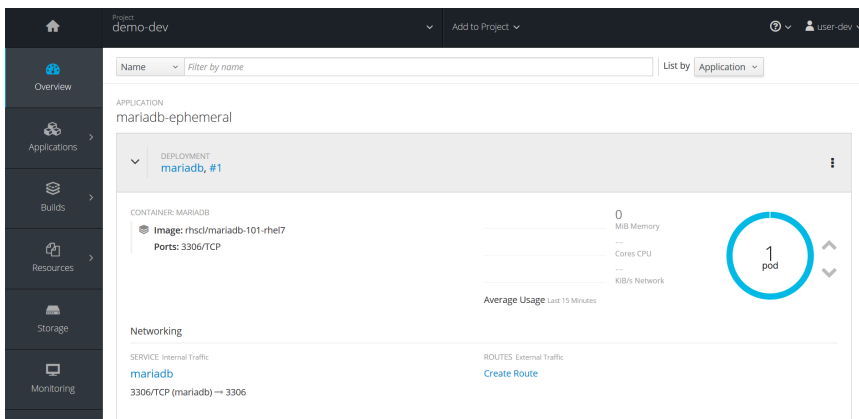 Project
demo-dev
Add to Project
user-dev
Overview
Applications
Builds
Resources
Storage
Monitoring
Name
Filter by name
List by
Application
APPLICATION
mariadb-ephemeral
DEPLOYMENT
mariadb, #1
CONTAINER: MARIADB
Image: rhscl/mariadb-101-rhel7
Ports: 3306/TCP
0
MiB Memory
---
Cores CPU
---
KiB/s Network
Average Usage Last 15 Minutes
1
pod
Networking
SERVICE Internal Traffic
mariadb
3306/TCP (mariadb) → 3306
ROUTES External Traffic
Create Route